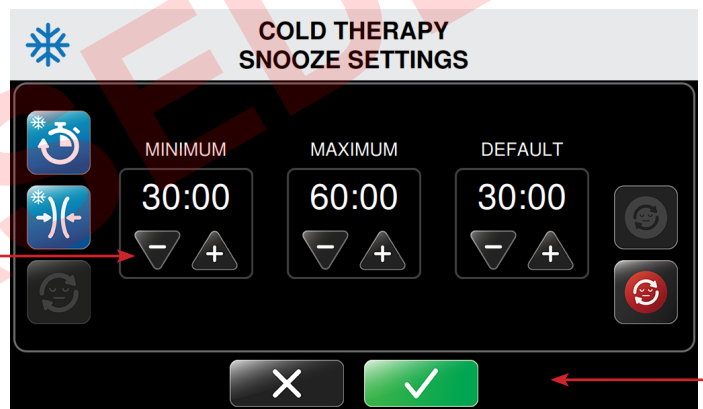 COLD THERAPY
SNOOZE SETTINGS
MINIMUM MAXIMUM DEFAULT
30:00 60:00 30:00
- + - + - +